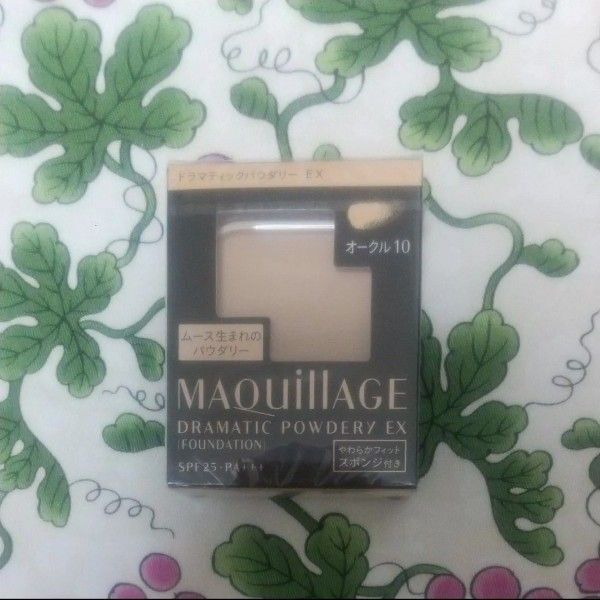 ドラマティックパウダリー EX
オークル10
ムース生まれの
パウダリー
MAQuillAGE
DRAMATIC POWDERY EX
(FOUNDATION)
SPF25・PA+++
やわらかフィット
スポンジ付き